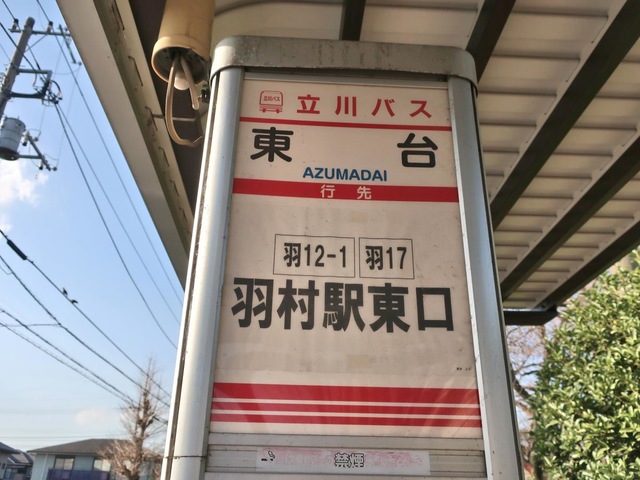 立川バス
東台
AZUMADAI
行先
羽12-1 羽17
羽村駅東口
禁煙